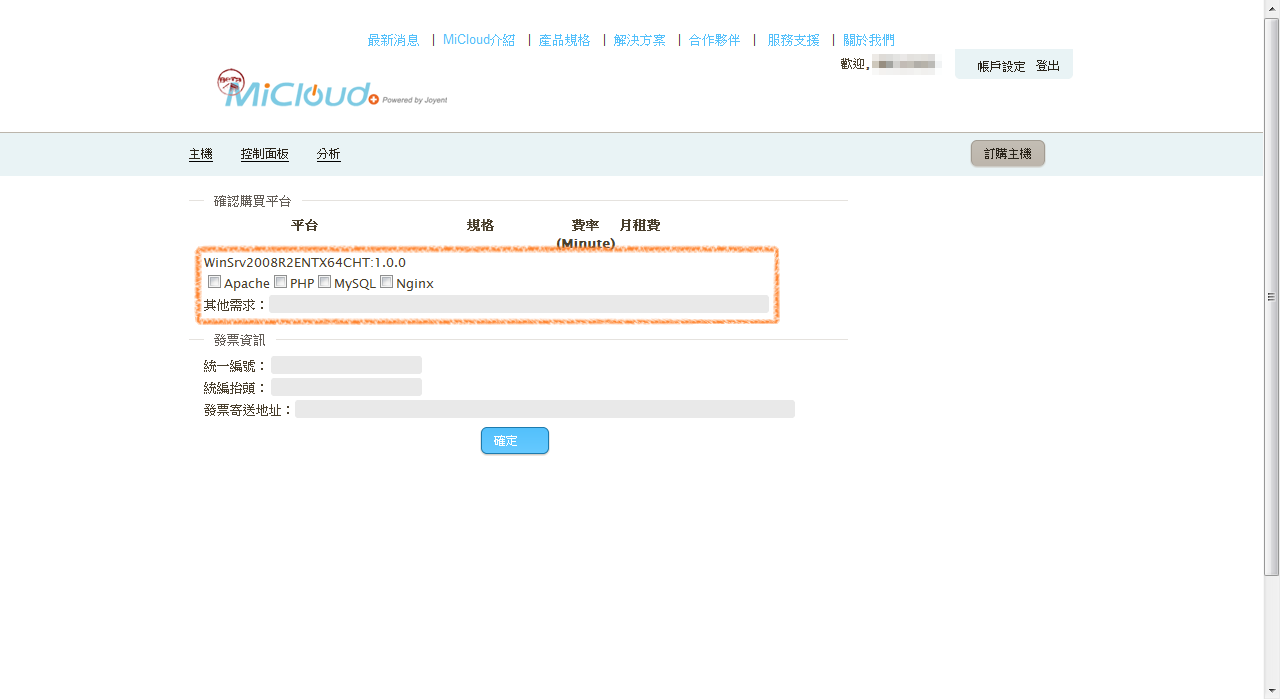 最新消息 | MiCloud介紹 | 產品規格 | 解決方案 | 合作夥伴 | 服務支援 | 關於我們
歡迎,
帳戶設定 登出
MiCloud Powered by Joyent
主機 控制面板 分析 訂購主機
確認購買平台
平台 規格 費率 月租費
(Minute)
WinSrv2008R2ENTX64CHT:1.0.0
Apache PHP MySQL Nginx
其他需求：
發票資訊
統一編號：
統編抬頭：
發票寄送地址：
確定